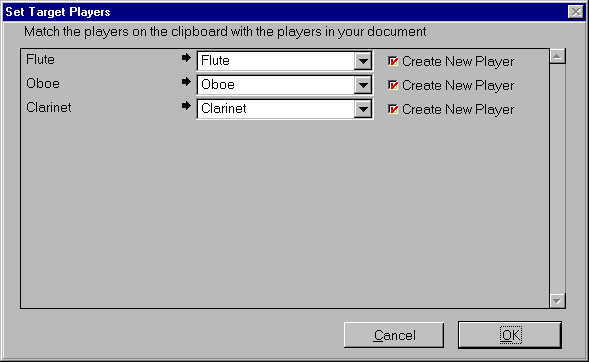 Set Target Players
Match the players on the clipboard with the players in your document
Flute Flute Create New Player
Oboe Oboe Create New Player
Clarinet Clarinet Create New Player
Cancel OK